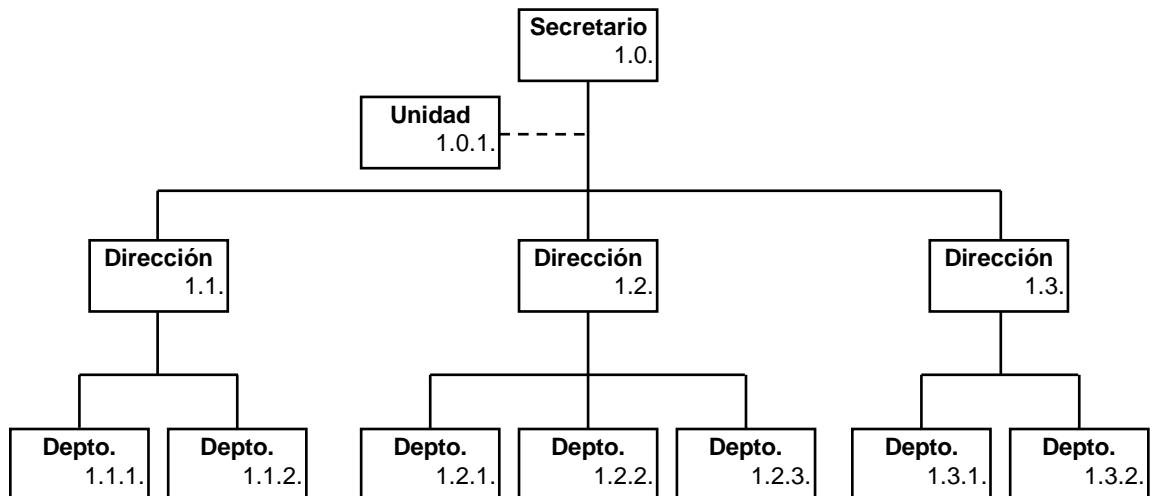 Secretario
1.0.
Unidad
1.0.1.
Dirección
1.1.
Dirección
1.2.
Dirección
1.3.
Depto.
1.1.1.
Depto.
1.1.2.
Depto.
1.2.1.
Depto.
1.2.2.
Depto.
1.2.3.
Depto.
1.3.1.
Depto.
1.3.2.